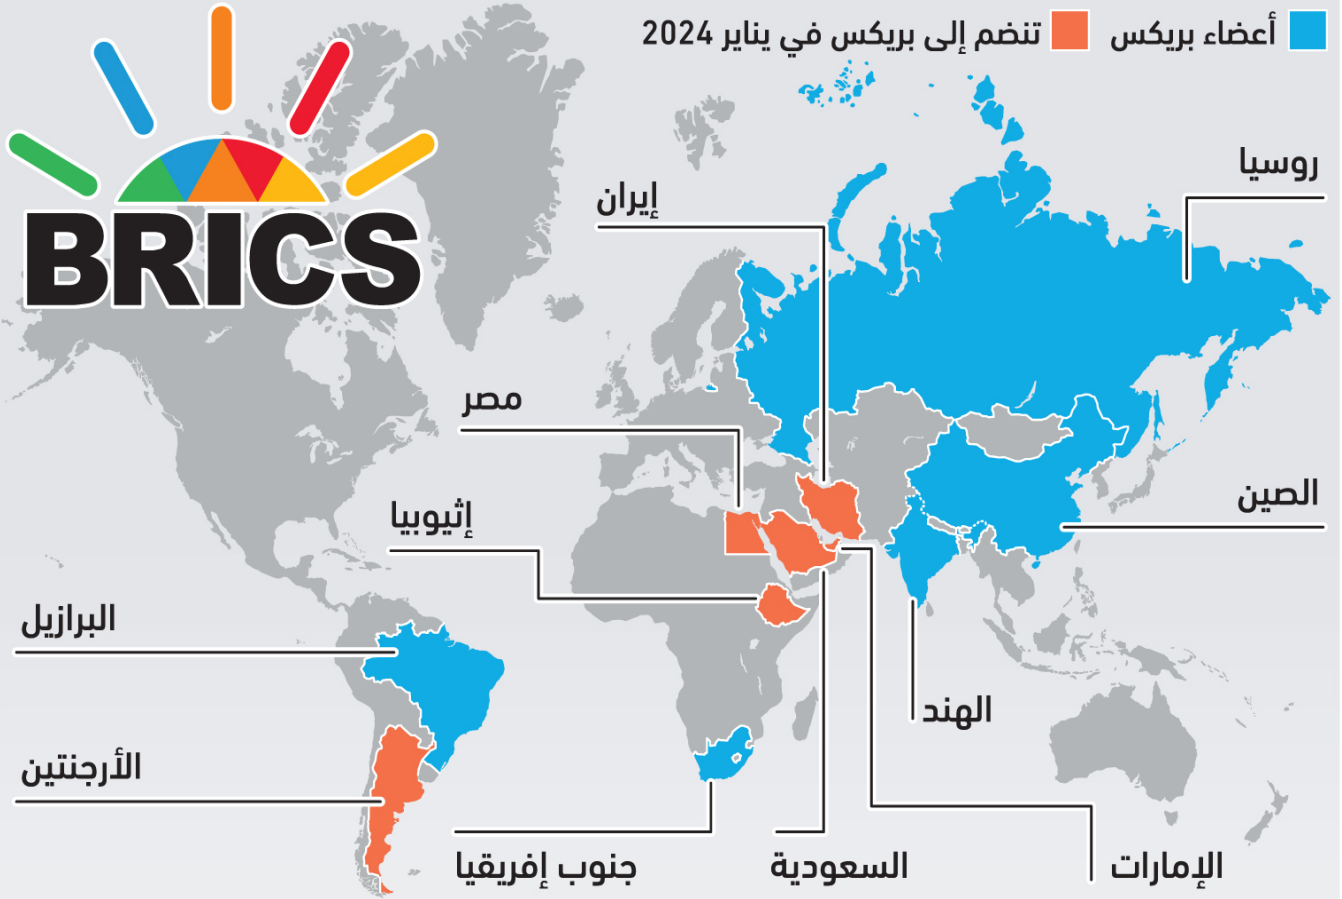 أعضاء بريكس
تنضم إلى بريكس في يناير 2024
BRICS
روسيا
إيران
مصر
الصين
إثيوبيا
البرازيل
الهند
الأرجنتين
جنوب إفريقيا
السعودية
الإمارات